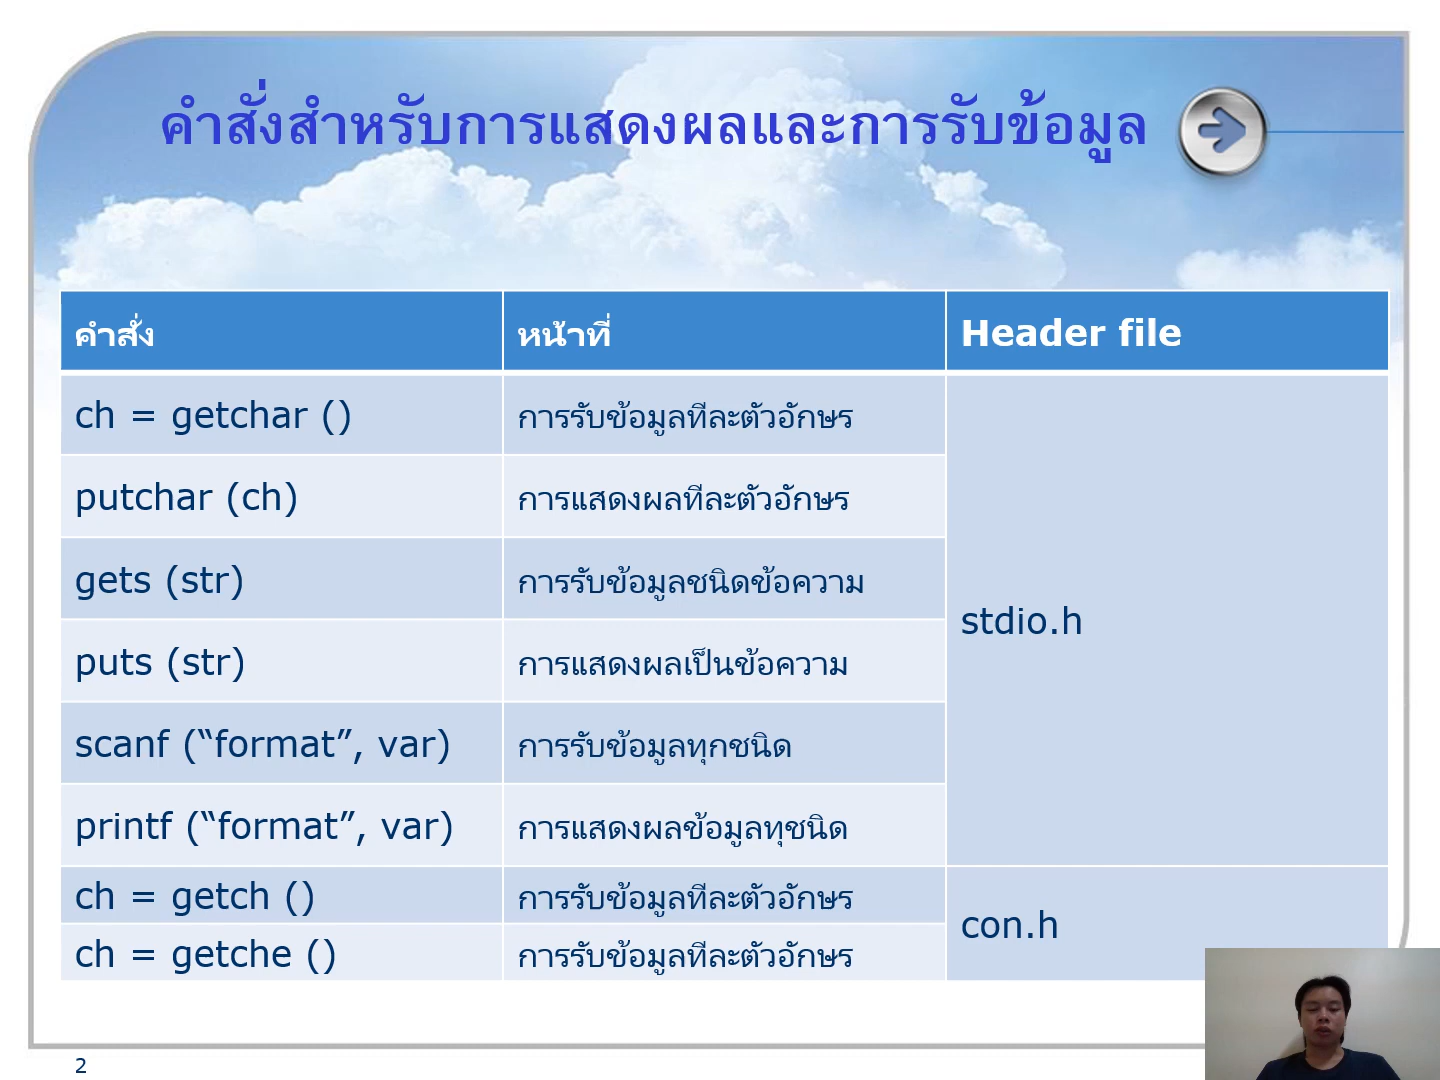 คำสั่งสำหรับการแสดงผลและการรับข้อมูล
คำสั่ง หน้าที่ Header file
ch = getchar () การรับข้อมูลทีละตัวอักษร
putchar (ch) การแสดงผลทีละตัวอักษร
gets (str) การรับข้อมูลชนิดข้อความ
stdio.h
puts (str) การแสดงผลเป็นข้อความ
scanf (“format”, var) การรับข้อมูลทุกชนิด
printf (“format”, var) การแสดงผลข้อมูลทุชนิด
ch = getch () การรับข้อมูลทีละตัวอักษร
con.h
ch = getche () การรับข้อมูลทีละตัวอักษร
2